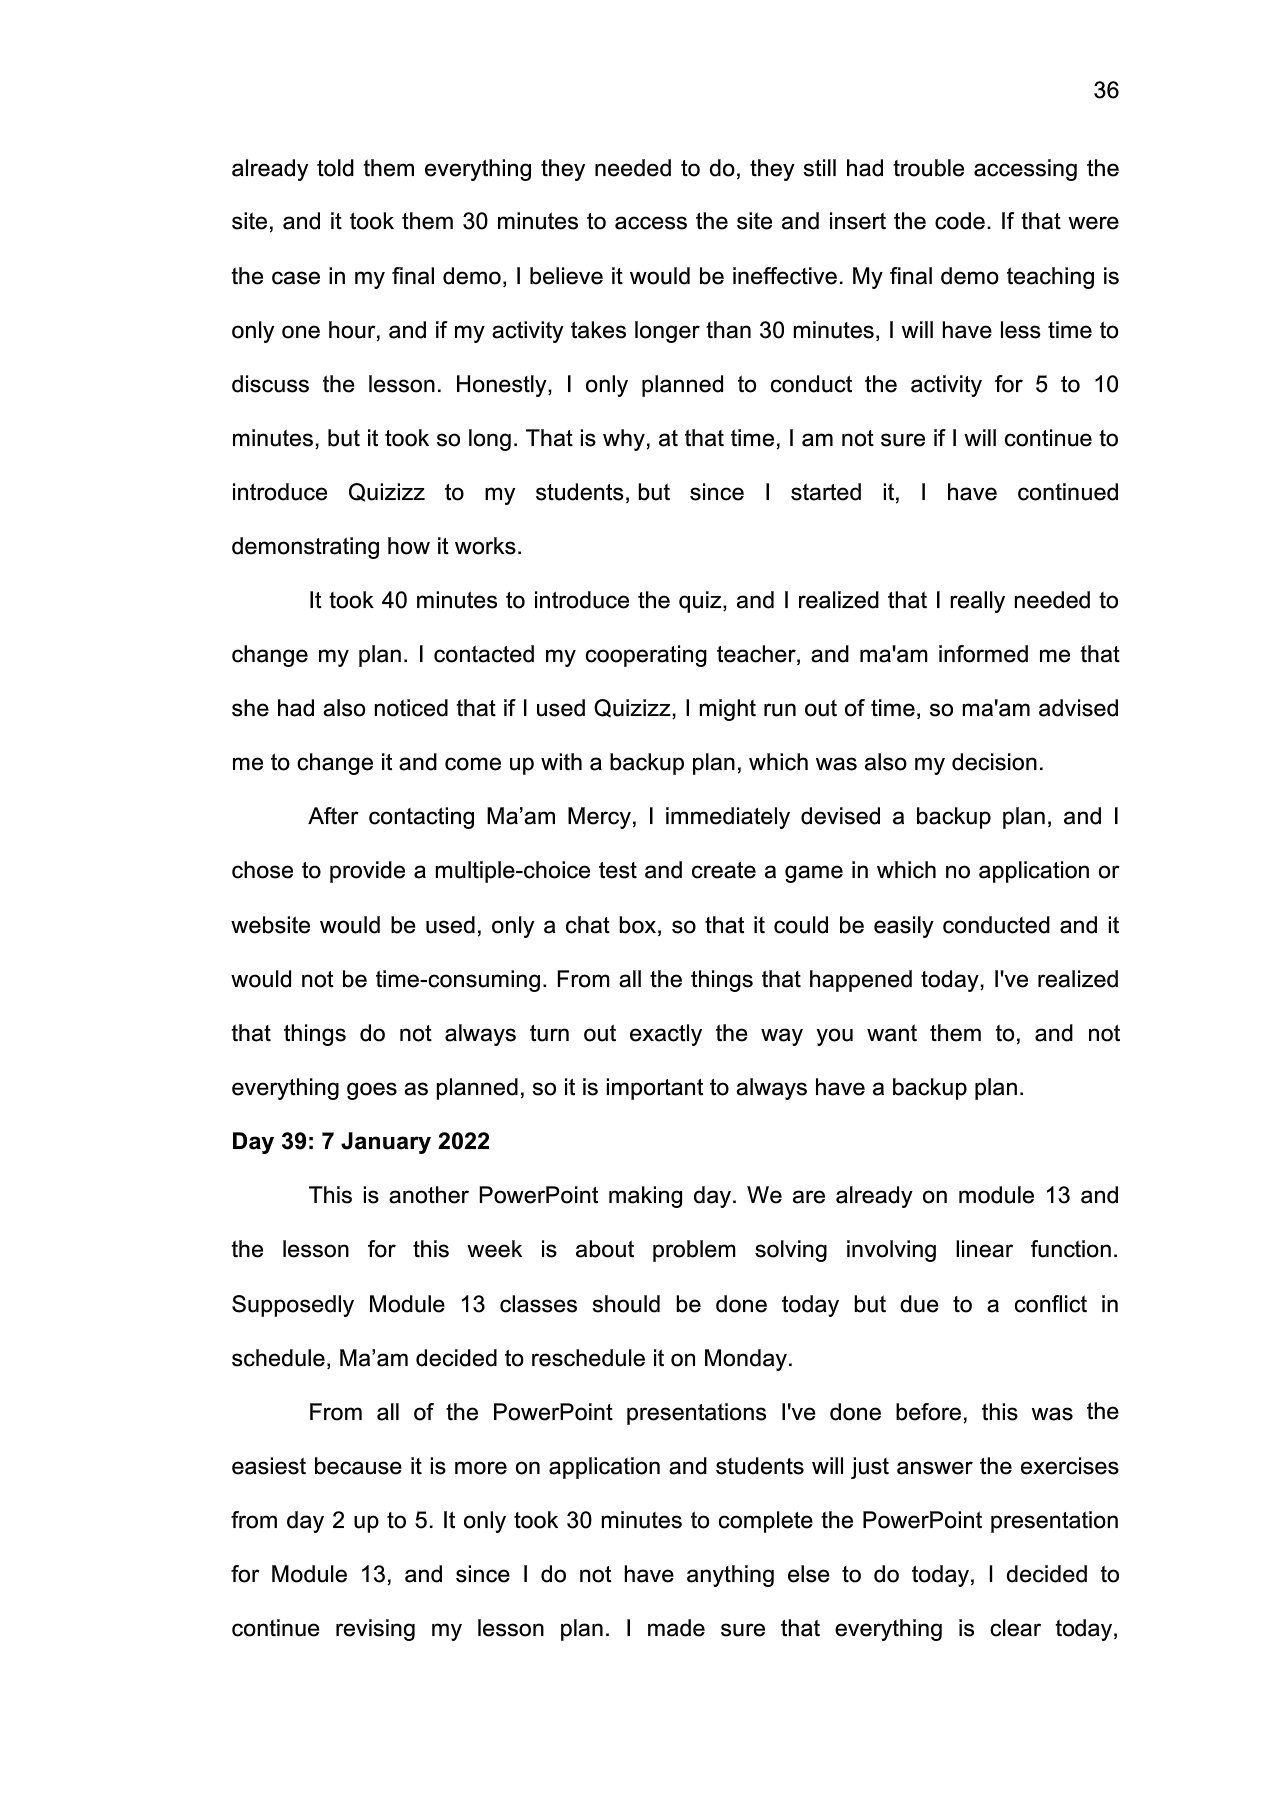 36
already told them everything they needed to do, they still had trouble accessing the
site, and it took them 30 minutes to access the site and insert the code. If that were
the case in my final demo, I believe it would be ineffective. My final demo teaching is
only one hour, and if my activity takes longer than 30 minutes, I will have less time to
discuss the lesson. Honestly, I only planned to conduct the activity for 5 to 10
minutes, but it took so long. That is why, at that time, I am not sure if I will continue to
introduce Quizizz to my students, but since I started it, I have continued
demonstrating how it works.
It took 40 minutes to introduce the quiz, and I realized that I really needed to
change my plan. I contacted my cooperating teacher, and ma'am informed me that
she had also noticed that if I used Quizizz, I might run out of time, so ma'am advised
me to change it and come up with a backup plan, which was also my decision.
After contacting Ma’am Mercy, I immediately devised a backup plan, and I
chose to provide a multiple-choice test and create a game in which no application or
website would be used, only a chat box, so that it could be easily conducted and it
would not be time-consuming. From all the things that happened today, I've realized
that things do not always turn out exactly the way you want them to, and not
everything goes as planned, so it is important to always have a backup plan.
Day 39: 7 January 2022
This is another PowerPoint making day. We are already on module 13 and
the lesson for this week is about problem solving involving linear function.
Supposedly Module 13 classes should be done today but due to a conflict in
schedule, Ma’am decided to reschedule it on Monday.
From all of the PowerPoint presentations I've done before, this was the
easiest because it is more on application and students will just answer the exercises
from day 2 up to 5. It only took 30 minutes to complete the PowerPoint presentation
for Module 13, and since I do not have anything else to do today, I decided to
continue revising my lesson plan. I made sure that everything is clear today,